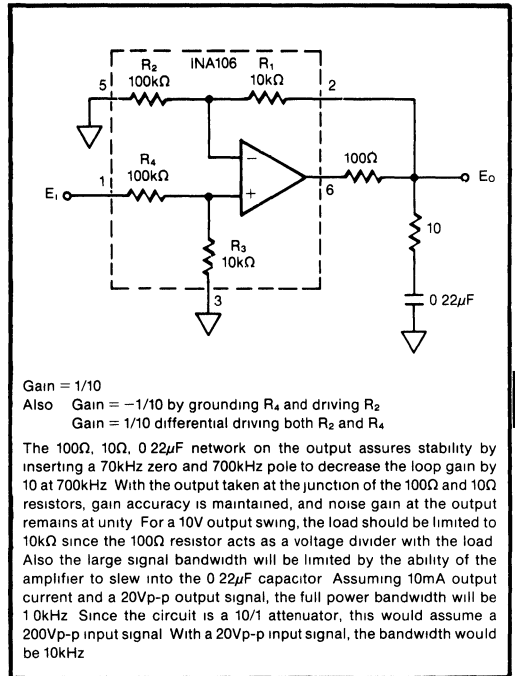 R2 INA106 R1
5 100kΩ 10kΩ 2
R4
100kΩ
1
EI
−
+
6
100Ω
EO
R3
10kΩ
3
10
0 22μF
Gain = 1/10
Also Gain = −1/10 by grounding R4 and driving R2
Gain = 1/10 differential driving both R2 and R4
The 100Ω, 10Ω, 0 22μF network on the output assures stability by
inserting a 70kHz zero and 700kHz pole to decrease the loop gain by
10 at 700kHz With the output taken at the junction of the 100Ω and 10Ω
resistors, gain accuracy is maintained, and noise gain at the output
remains at unity For a 10V output swing, the load should be limited to
10kΩ since the 100Ω resistor acts as a voltage divider with the load
Also the large signal bandwidth will be limited by the ability of the
amplifier to slew into the 0 22μF capacitor Assuming 10mA output
current and a 20Vp-p output signal, the full power bandwidth will be
1 0kHz Since the circuit is a 10/1 attenuator, this would assume a
200Vp-p input signal With a 20Vp-p input signal, the bandwidth would
be 10kHz